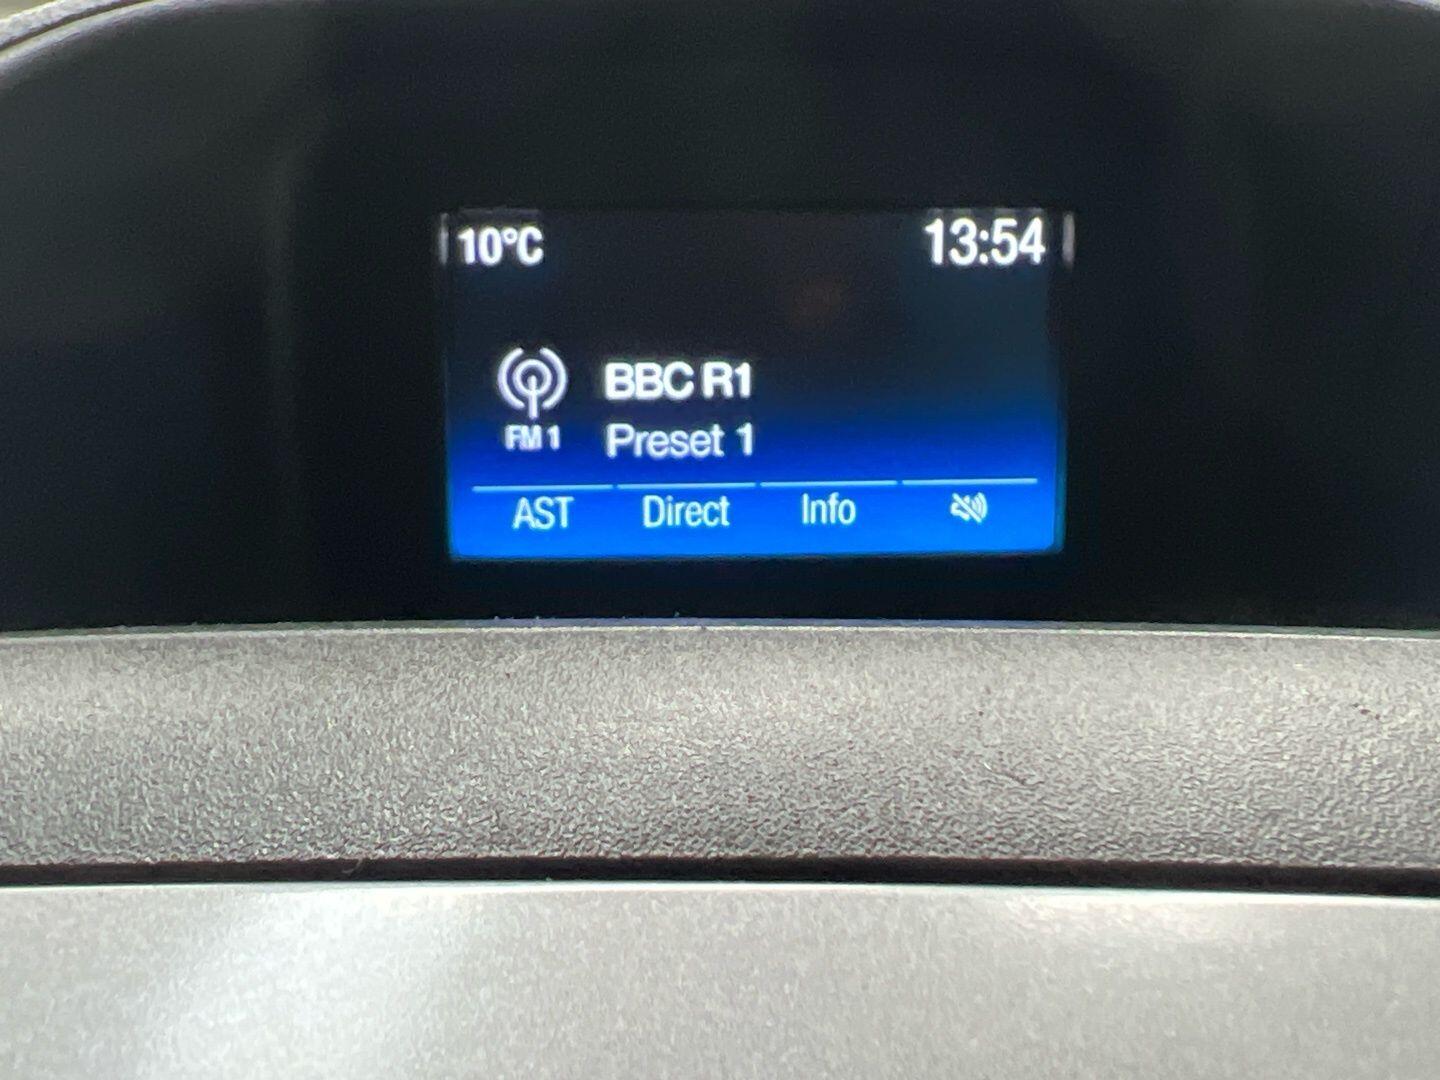 10°C 13:54
BBC R1
FM 1 Preset 1
AST Direct Info